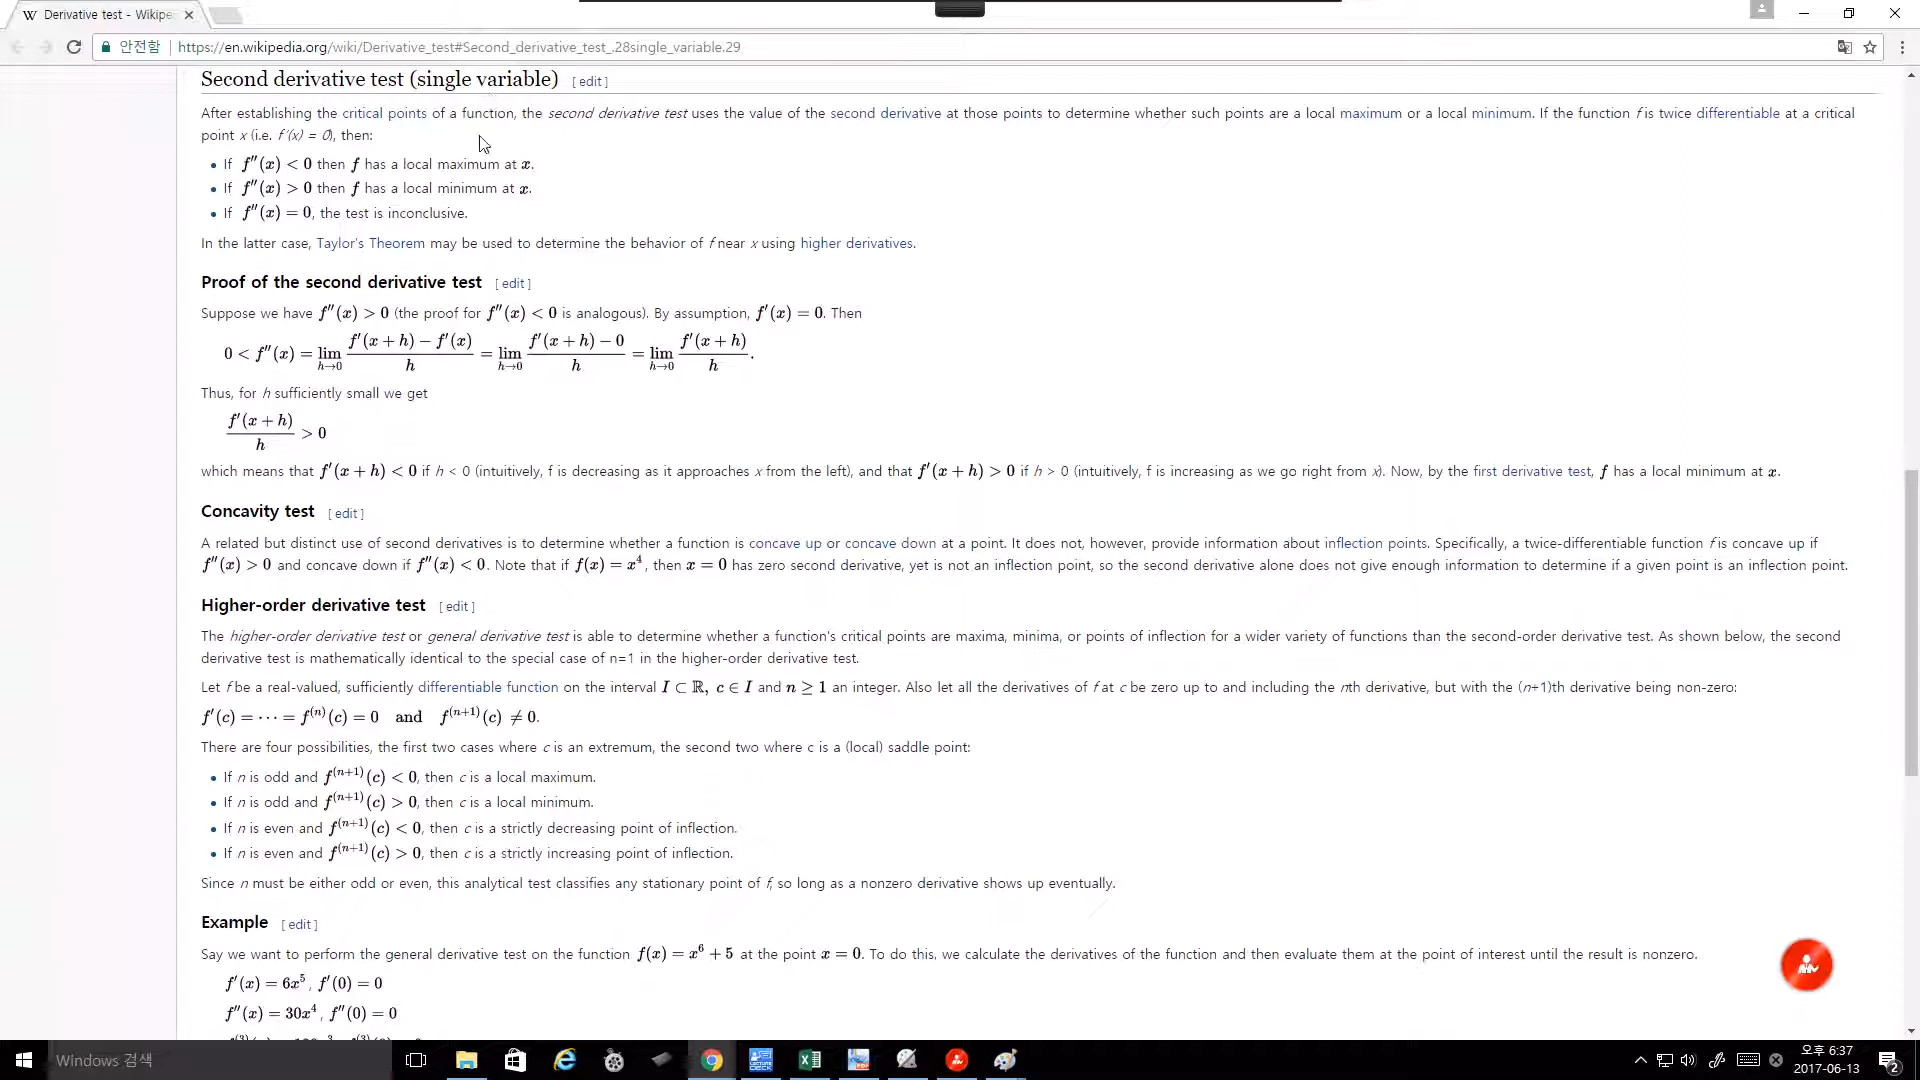 Derivative test - Wikipe
안전함 https://en.wikipedia.org/wiki/Derivative_test#Second_derivative_test_.28single_variable.29
Second derivative test (single variable) [ edit ]
After establishing the critical points of a function, the second derivative test uses the value of the second derivative at those points to determine whether such points are a local maximum or a local minimum. If the function f is twice differentiable at a critical
point x (i.e. f'(x) = 0), then:
• If f″(x) < 0 then f has a local maximum at x.
• If f″(x) > 0 then f has a local minimum at x.
• If f″(x) = 0, the test is inconclusive.
In the latter case, Taylor's Theorem may be used to determine the behavior of f near x using higher derivatives.
Proof of the second derivative test [ edit ]
Suppose we have f″(x) > 0 (the proof for f″(x) < 0 is analogous). By assumption, f′(x) = 0. Then
0 < f″(x) = lim h→0 (f′(x + h) − f′(x))/h = lim h→0 (f′(x + h) − 0)/h = lim h→0 f′(x + h)/h.
Thus, for h sufficiently small we get
f′(x + h)/h > 0
which means that f′(x + h) < 0 if h < 0 (intuitively, f is decreasing as it approaches x from the left), and that f′(x + h) > 0 if h > 0 (intuitively, f is increasing as we go right from x). Now, by the first derivative test, f has a local minimum at x.
Concavity test [ edit ]
A related but distinct use of second derivatives is to determine whether a function is concave up or concave down at a point. It does not, however, provide information about inflection points. Specifically, a twice-differentiable function f is concave up if
f″(x) > 0 and concave down if f″(x) < 0. Note that if f(x) = x⁴, then x = 0 has zero second derivative, yet is not an inflection point, so the second derivative alone does not give enough information to determine if a given point is an inflection point.
Higher-order derivative test [ edit ]
The higher-order derivative test or general derivative test is able to determine whether a function's critical points are maxima, minima, or points of inflection for a wider variety of functions than the second-order derivative test. As shown below, the second
derivative test is mathematically identical to the special case of n=1 in the higher-order derivative test.
Let f be a real-valued, sufficiently differentiable function on the interval I ⊂ ℝ, c ∈ I and n ≥ 1 an integer. Also let all the derivatives of f at c be zero up to and including the nth derivative, but with the (n+1)th derivative being non-zero:
f′(c) = ⋯ = f⁽ⁿ⁾(c) = 0 and f⁽ⁿ⁺¹⁾(c) ≠ 0.
There are four possibilities, the first two cases where c is an extremum, the second two where c is a (local) saddle point:
• If n is odd and f⁽ⁿ⁺¹⁾(c) < 0, then c is a local maximum.
• If n is odd and f⁽ⁿ⁺¹⁾(c) > 0, then c is a local minimum.
• If n is even and f⁽ⁿ⁺¹⁾(c) < 0, then c is a strictly decreasing point of inflection.
• If n is even and f⁽ⁿ⁺¹⁾(c) > 0, then c is a strictly increasing point of inflection.
Since n must be either odd or even, this analytical test classifies any stationary point of f, so long as a nonzero derivative shows up eventually.
Example [ edit ]
Say we want to perform the general derivative test on the function f(x) = x⁶ + 5 at the point x = 0. To do this, we calculate the derivatives of the function and then evaluate them at the point of interest until the result is nonzero.
f′(x) = 6x⁵, f′(0) = 0
f″(x) = 30x⁴, f″(0) = 0
Windows 검색
오후 6:37
2017-06-13
2